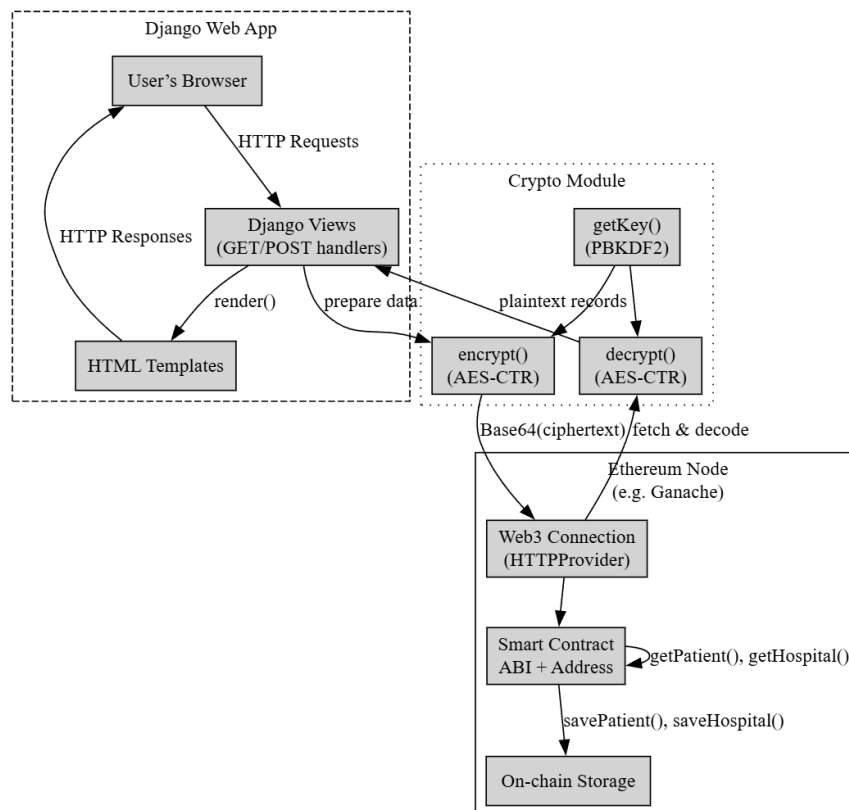 Django Web App
User’s Browser
HTTP Requests
Crypto Module
Django Views
(GET/POST handlers)
getKey()
(PBKDF2)
HTTP Responses
render()
prepare data
plaintext records
HTML Templates
encrypt()
(AES-CTR)
decrypt()
(AES-CTR)
Base64(ciphertext)
fetch & decode
Ethereum Node
(e.g. Ganache)
Web3 Connection
(HTTPProvider)
Smart Contract
ABI + Address
getPatient(), getHospital()
savePatient(), saveHospital()
On-chain Storage